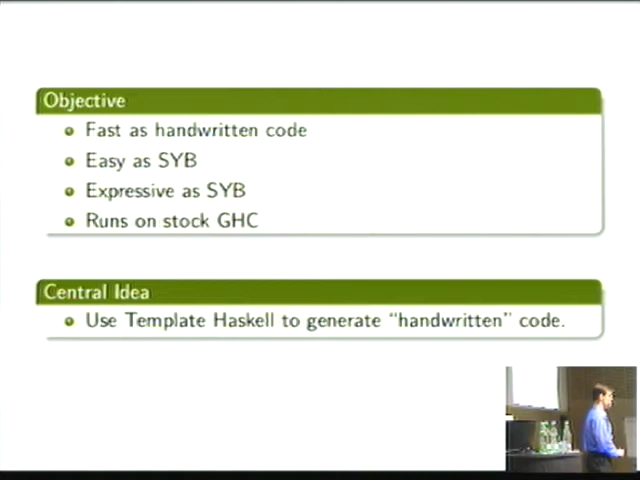 Objective
Fast as handwritten code
Easy as SYB
Expressive as SYB
Runs on stock GHC
Central Idea
Use Template Haskell to generate “handwritten” code.